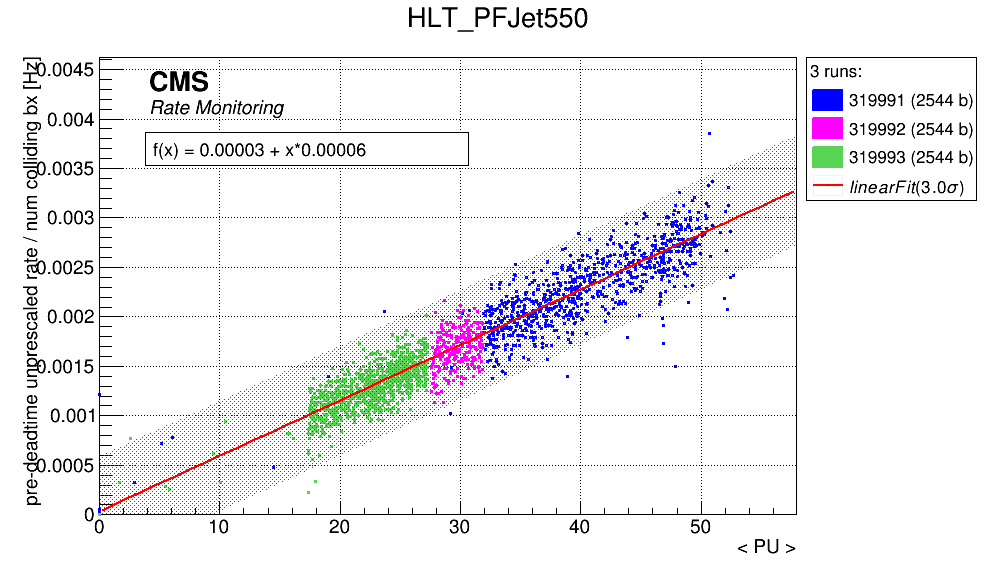 HLT_PFJet550
pre-deadtime unprescaled rate / num colliding bx [Hz]
0.0045
0.004
0.0035
0.003
0.0025
0.002
0.0015
0.001
0.0005
0
CMS
Rate Monitoring
f(x) = 0.00003 + x*0.00006
0 10 20 30 40 50
< PU >
3 runs:
319991 (2544 b)
319992 (2544 b)
319993 (2544 b)
linearFit(3.0σ)